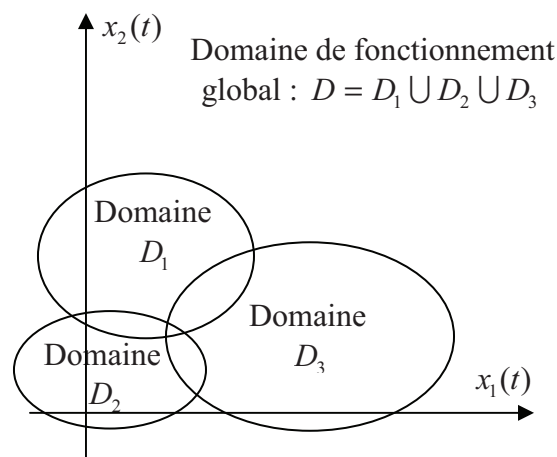 x₂(t)
Domaine de fonctionnement
global : D = D₁ ⋃ D₂ ⋃ D₃
Domaine
D₁
Domaine
D₂
Domaine
D₃
x₁(t)